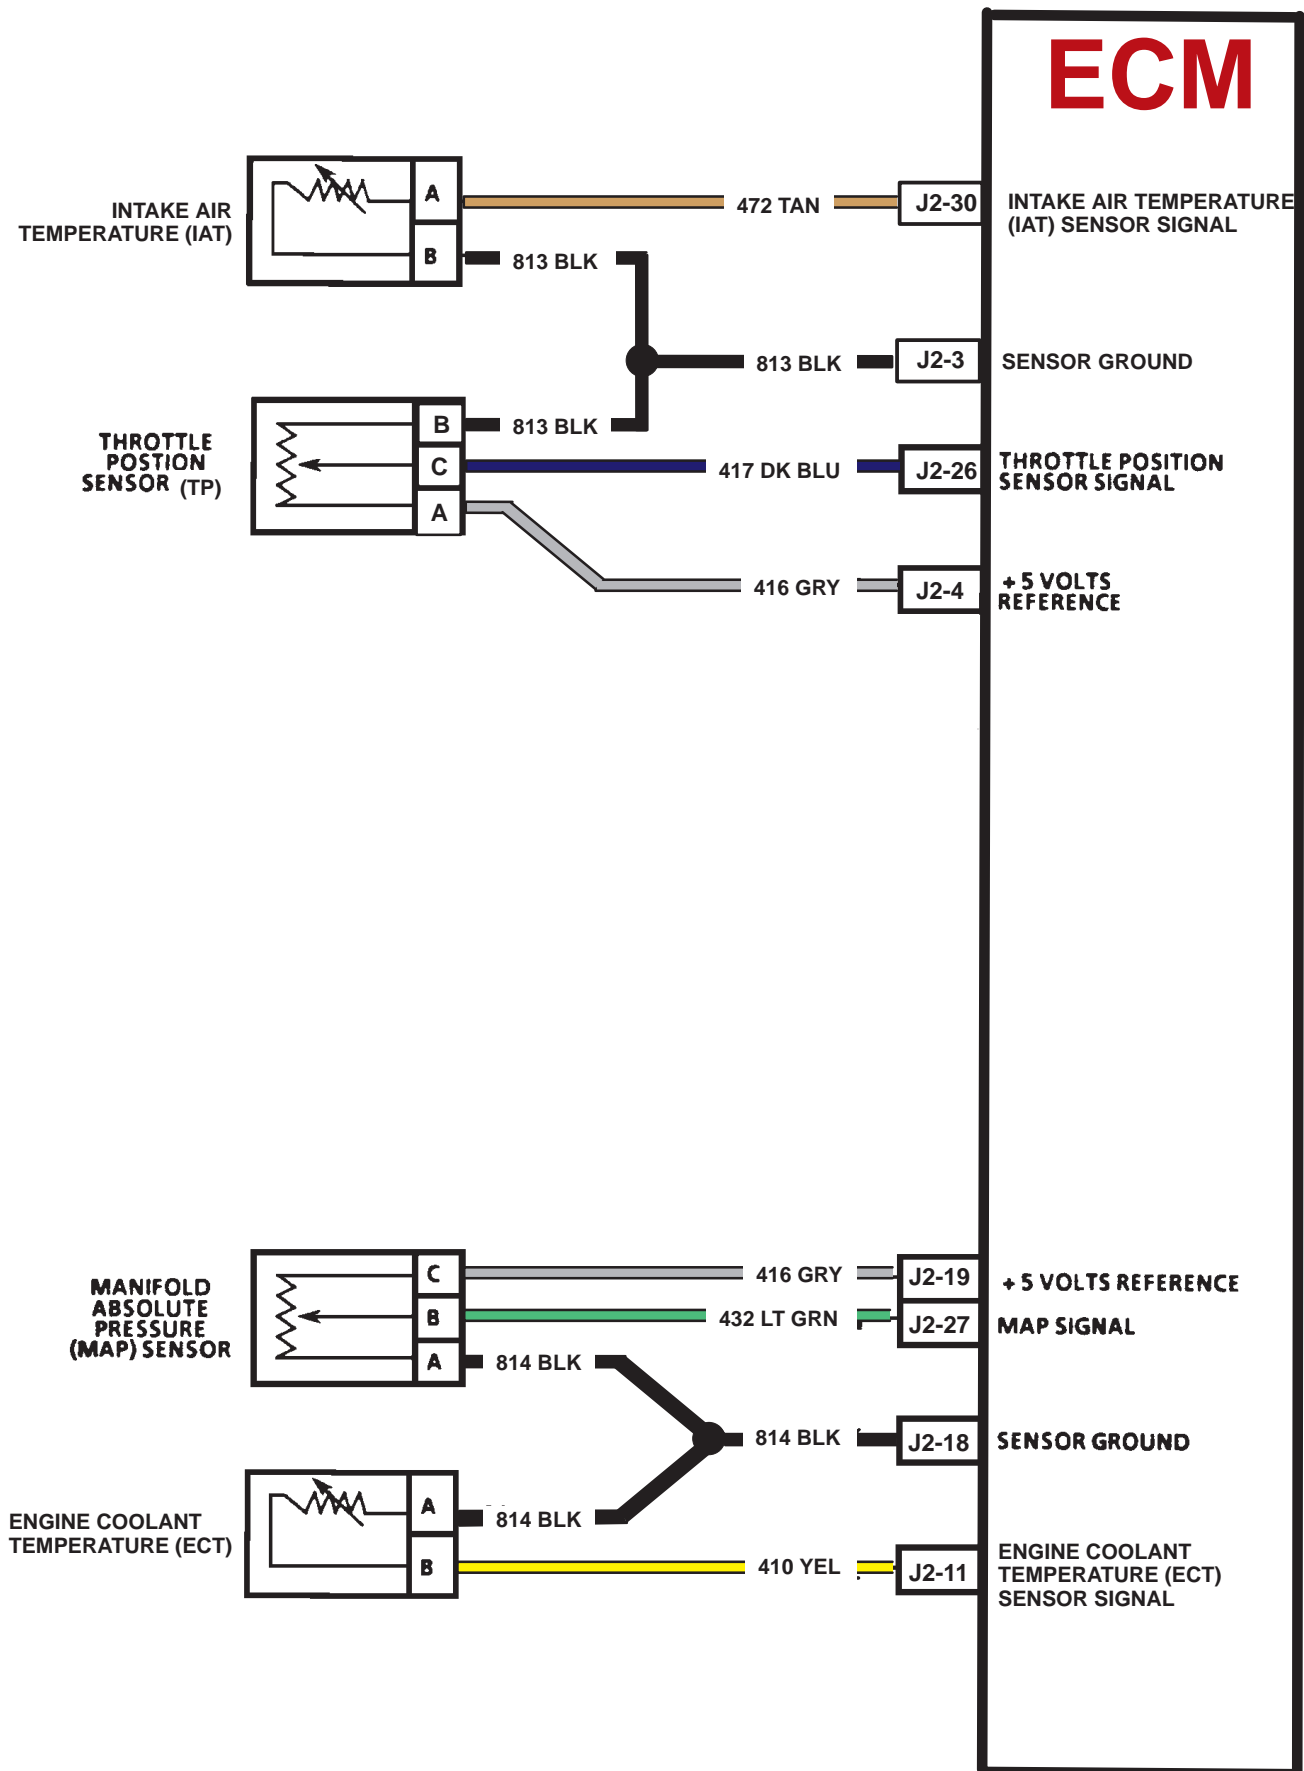 ECM
INTAKE AIR
TEMPERATURE (IAT)
A
B
472 TAN
J2-30
INTAKE AIR TEMPERATURE
(IAT) SENSOR SIGNAL
813 BLK
813 BLK
J2-3
SENSOR GROUND
THROTTLE
POSTION
SENSOR (TP)
B
C
A
813 BLK
417 DK BLU
J2-26
THROTTLE POSITION
SENSOR SIGNAL
416 GRY
J2-4
+ 5 VOLTS
REFERENCE
MANIFOLD
ABSOLUTE
PRESSURE
(MAP) SENSOR
C
B
A
416 GRY
J2-19
+ 5 VOLTS REFERENCE
432 LT GRN
J2-27
MAP SIGNAL
814 BLK
814 BLK
J2-18
SENSOR GROUND
ENGINE COOLANT
TEMPERATURE (ECT)
A
B
814 BLK
410 YEL
J2-11
ENGINE COOLANT
TEMPERATURE (ECT)
SENSOR SIGNAL